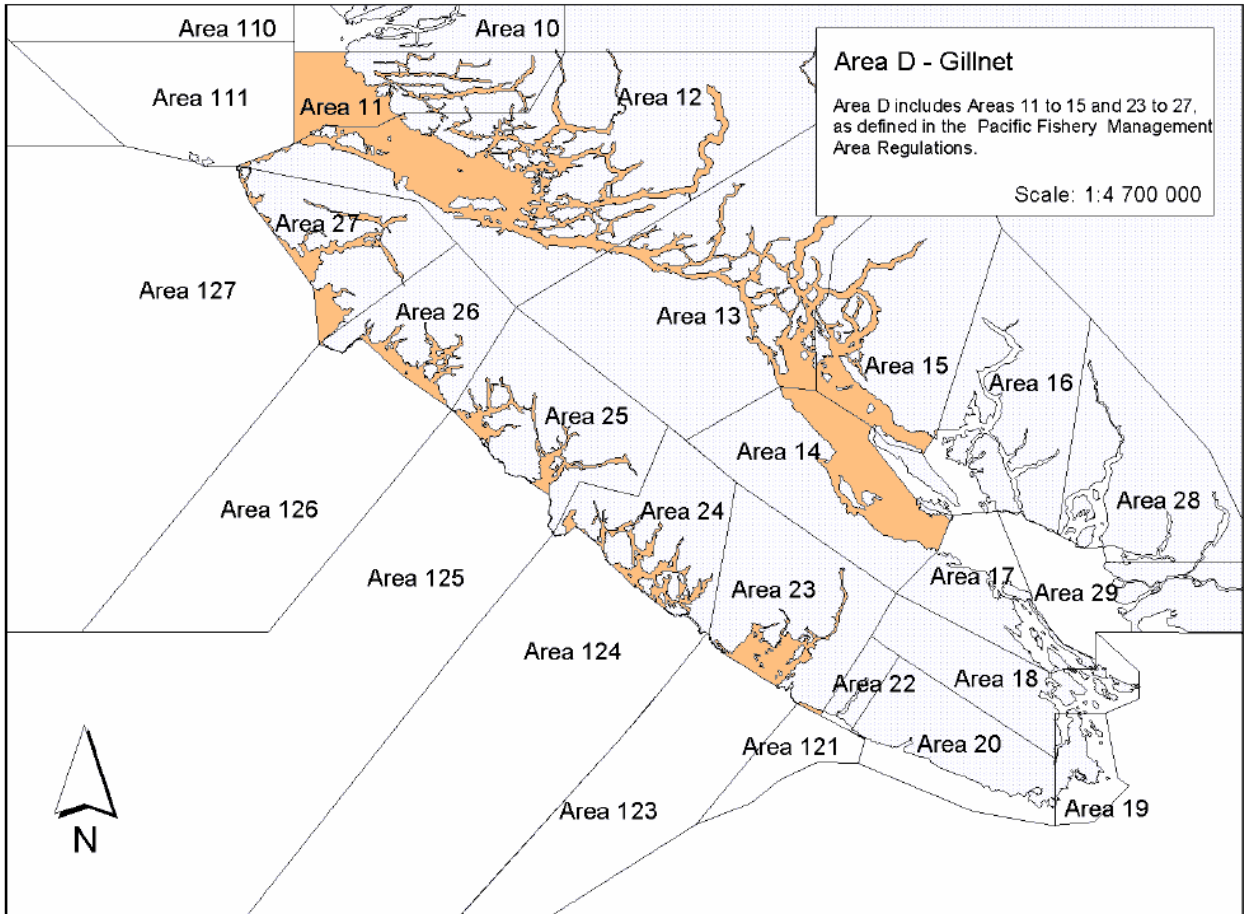 Area 110
Area 10
Area D - Gillnet
Area D includes Areas 11 to 15 and 23 to 27,
as defined in the Pacific Fishery Management
Area Regulations.
Scale: 1:4 700 000
Area 111
Area 11
Area 12
Area 27
Area 127
Area 26
Area 13
Area 15
Area 16
Area 25
Area 14
Area 126
Area 24
Area 28
Area 125
Area 17
Area 23
Area 29
Area 124
Area 22
Area 18
Area 121
Area 20
Area 123
Area 19
N